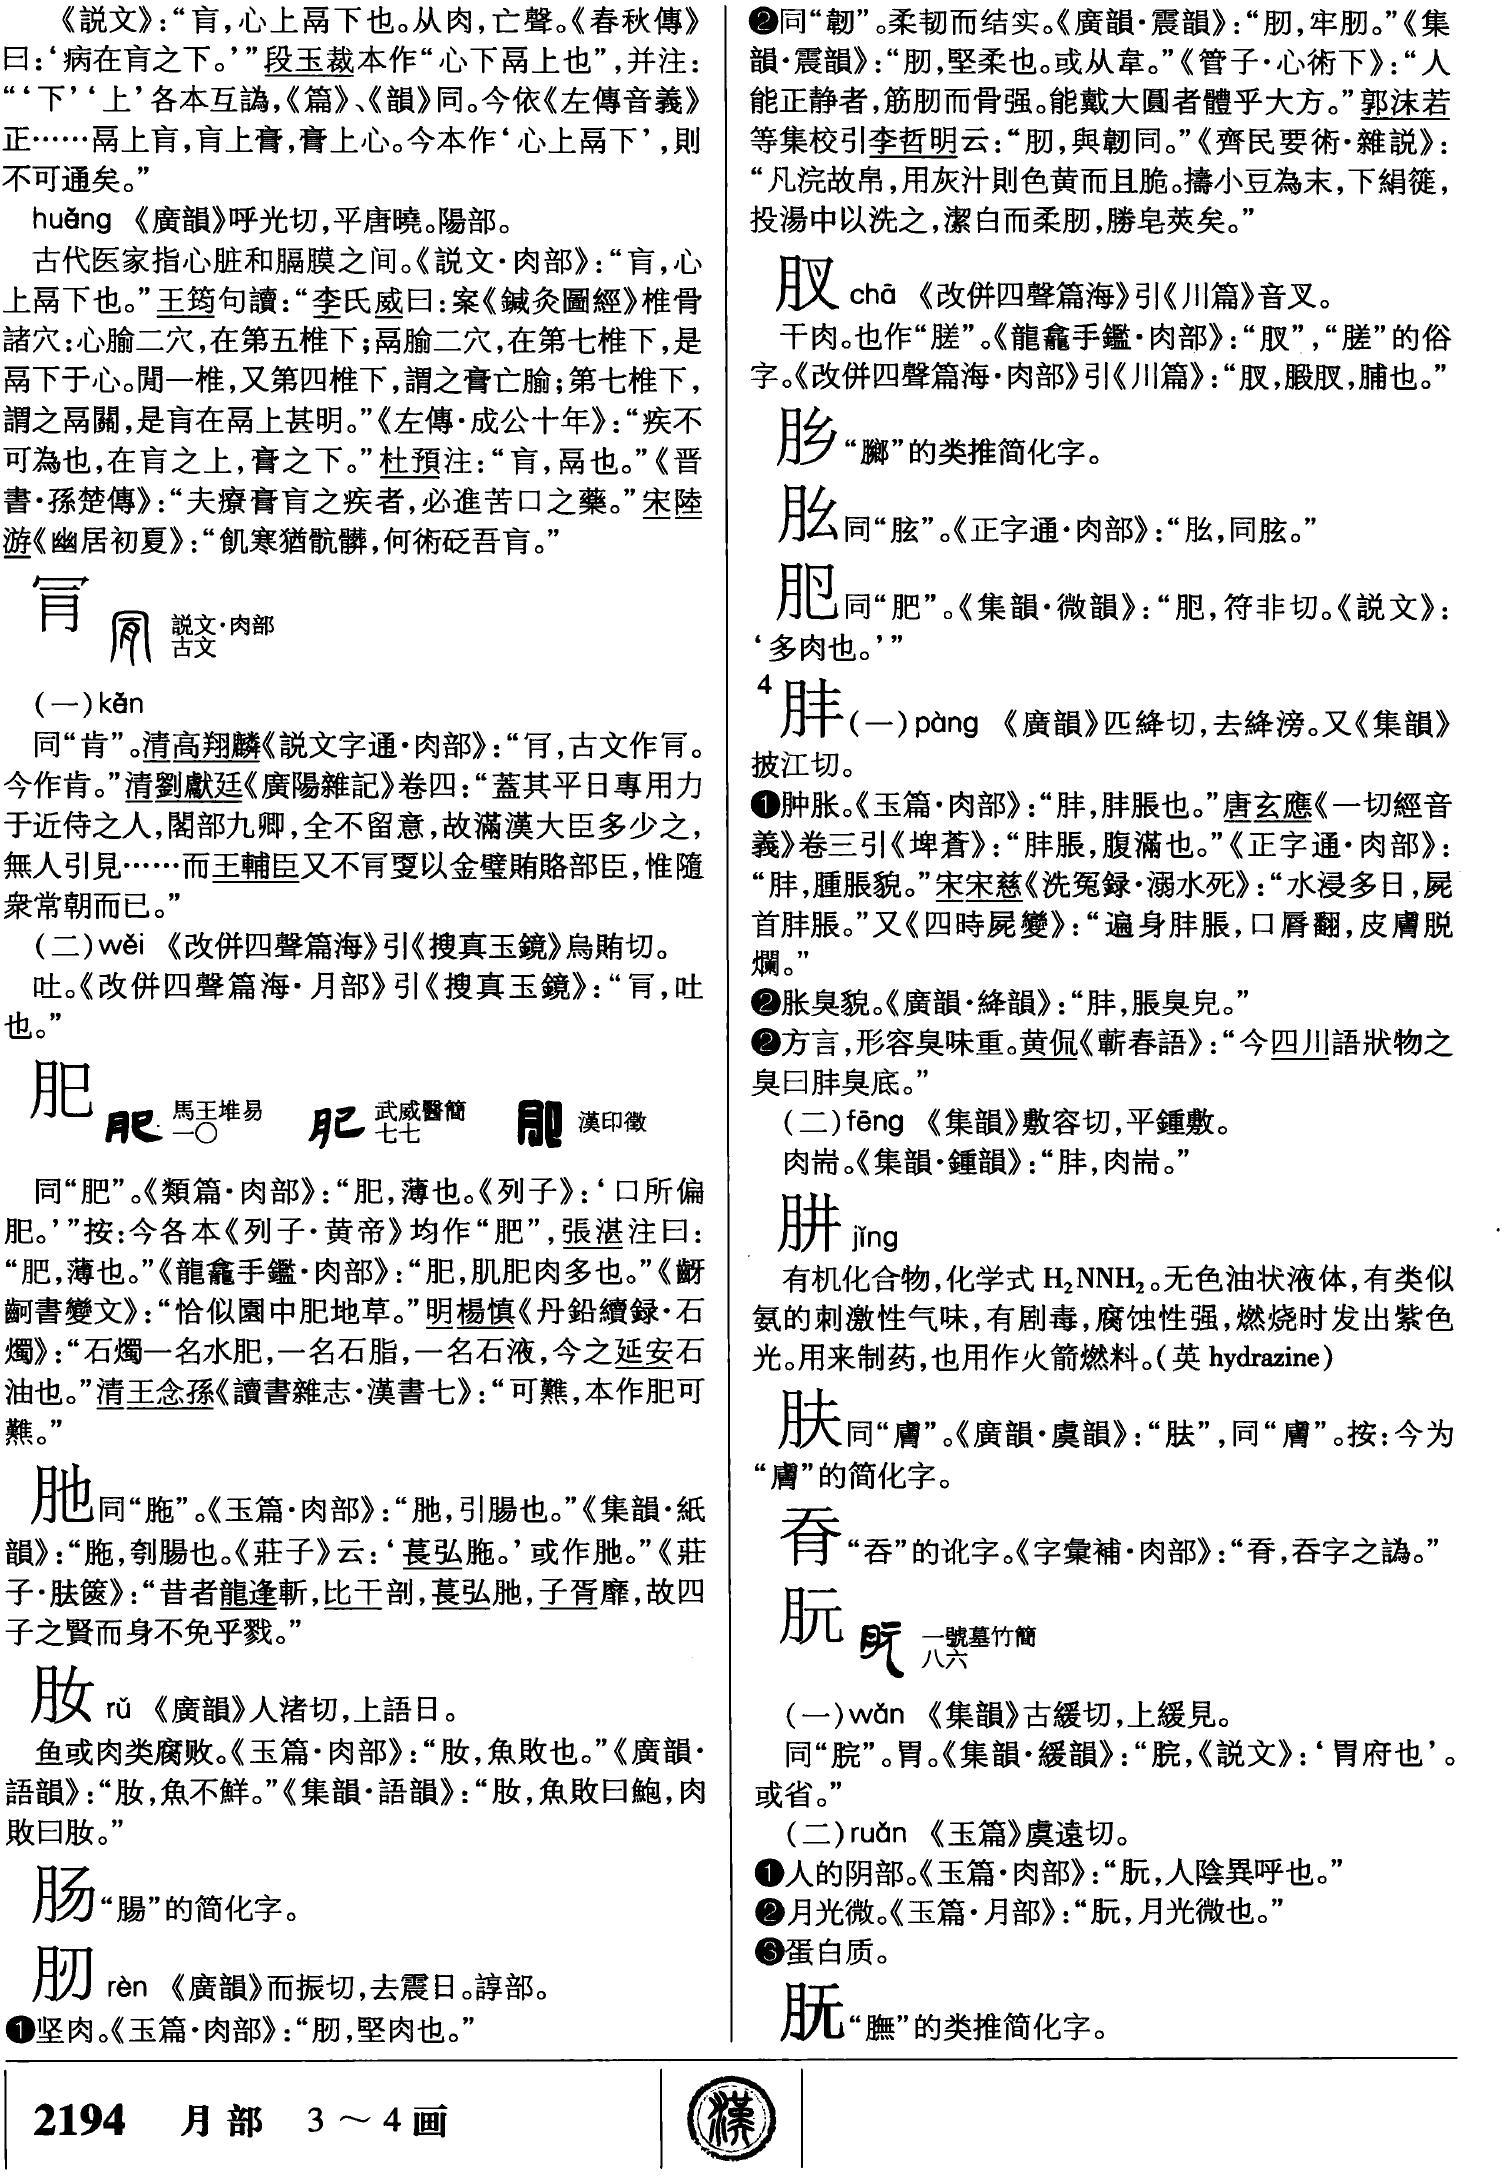 《説文》：“肓，心上鬲下也。从肉，亡聲。《春秋傳》
曰：‘病在肓之下。’”段玉裁本作“心下鬲上也”，并注：
“‘下’‘上’各本互譌，《篇》、《韻》同。今依《左傳音義》
正……鬲上肓，肓上膏，膏上心。今本作‘心上鬲下’，則
不可通矣。”
huāng 《廣韻》呼光切，平唐曉。陽部。
古代医家指心脏和膈膜之间。《説文·肉部》：“肓，心
上鬲下也。”王筠句讀：“李氏威曰：案《鍼灸圖經》椎骨
諸穴：心腧二穴，在第五椎下；鬲腧二穴，在第七椎下，是
鬲下于心。閒一椎，又第四椎下，謂之膏亡腧；第七椎下，
謂之鬲關，是肓在鬲上甚明。”《左傳·成公十年》：“疾不
可為也，在肓之上，膏之下。”杜預注：“肓，鬲也。”《晋
書·孫楚傳》：“夫療膏肓之疾者，必進苦口之藥。”宋陸
游《幽居初夏》：“飢寒猶骯髒，何術砭吾肓。”
肎 説文·肉部
古文
（一）kěn
同“肯”。清高翔麟《説文字通·肉部》：“肎，古文作肎。
今作肯。”清劉獻廷《廣陽雜記》卷四：“蓋其平日專用力
于近侍之人，閣部九卿，全不留意，故滿漢大臣多少之，
無人引見……而王輔臣又不肎㪅以金璧賄賂部臣，惟隨
衆常朝而已。”
（二）wěi 《改併四聲篇海》引《搜真玉鏡》烏賄切。
吐。《改併四聲篇海·月部》引《搜真玉鏡》：“肎，吐
也。”
肥 馬王堆易
一〇 武威醫簡
七七 漢印徵
同“肥”。《類篇·肉部》：“肥，薄也。《列子》：‘口所偏
肥。’”按：今各本《列子·黄帝》均作“肥”，張湛注曰：
“肥，薄也。”《龍龕手鑑·肉部》：“肥，肌肥肉多也。”《齖
䶗書變文》：“恰似園中肥地草。”明楊慎《丹鉛續録·石
燭》：“石燭一名水肥，一名石脂，一名石液，今之延安石
油也。”清王念孫《讀書雜志·漢書七》：“可蘸，本作肥可
蘸。”
肔同“胣”。《玉篇·肉部》：“肔，引腸也。”《集韻·紙
韻》：“胣，刳腸也。《莊子》云：‘萇弘胣。’或作肔。”《莊
子·胠篋》：“昔者龍逢斬，比干剖，萇弘肔，子胥靡，故四
子之賢而身不免乎戮。”
肗 rǔ 《廣韻》人渚切，上語日。
鱼或肉类腐败。《玉篇·肉部》：“肗，魚敗也。”《廣韻·
語韻》：“肗，魚不鮮。”《集韻·語韻》：“肗，魚敗曰鮑，肉
敗曰肗。”
肠“腸”的简化字。
肕 rèn 《廣韻》而振切，去震日。諄部。
❶坚肉。《玉篇·肉部》：“肕，堅肉也。”
❷同“韌”。柔韧而结实。《廣韻·震韻》：“肕，牢肕。”《集
韻·震韻》：“肕，堅柔也。或从韋。”《管子·心術下》：“人
能正静者，筋肕而骨强。能戴大圓者體乎大方。”郭沫若
等集校引李哲明云：“肕，與韌同。”《齊民要術·雜説》：
“凡浣故帛，用灰汁則色黄而且脆。擣小豆為末，下絹簁，
投湯中以洗之，潔白而柔肕，勝皂莢矣。”
肞 chā 《改併四聲篇海》引《川篇》音叉。
干肉。也作“䐤”。《龍龕手鑑·肉部》：“肞”，“䐤”的俗
字。《改併四聲篇海·肉部》引《川篇》：“肞，腶肞，脯也。”
“膷”的类推简化字。
同“胘”。《正字通·肉部》：“肱，同胘。”
同“肥”。《集韻·微韻》：“肥，符非切。《説文》：
‘多肉也。’”
4
肨（一）pàng 《廣韻》匹絳切，去絳滂。又《集韻》
披江切。
❶肿胀。《玉篇·肉部》：“肨，肨脹也。”唐玄應《一切經音
義》卷三引《埤蒼》：“肨脹，腹滿也。”《正字通·肉部》：
“肨，腫脹貌。”宋宋慈《洗冤録·溺水死》：“水浸多日，屍
首肨脹。”又《四時屍變》：“遍身肨脹，口脣翻，皮膚脱
爛。”
❷胀臭貌。《廣韻·絳韻》：“肨，脹臭皃。”
❷方言，形容臭味重。黄侃《蘄春語》：“今四川語狀物之
臭曰肨臭底。”
（二）fēng 《集韻》敷容切，平鍾敷。
肉耑。《集韻·鍾韻》：“肨，肉耑。”
肼 jǐng
有机化合物，化学式 H₂NNH₂。无色油状液体，有类似
氨的刺激性气味，有剧毒，腐蚀性强，燃烧时发出紫色
光。用来制药，也用作火箭燃料。（英 hydrazine）
肤同“膚”。《廣韻·虞韻》：“肤”，同“膚”。按：今为
“膚”的简化字。
“吞”的讹字。《字彙補·肉部》：“𦙝，吞字之譌。”
朊 一號墓竹簡
八六
（一）wǎn 《集韻》古緩切，上緩見。
同“脘”。胃。《集韻·緩韻》：“脘，《説文》：‘胃府也’。
或省。”
（二）ruǎn 《玉篇》虞遠切。
❶人的阴部。《玉篇·肉部》：“朊，人陰異呼也。”
❷月光微。《玉篇·月部》：“朊，月光微也。”
❸蛋白质。
“膴”的类推简化字。
2194 月部 3～4画
漢